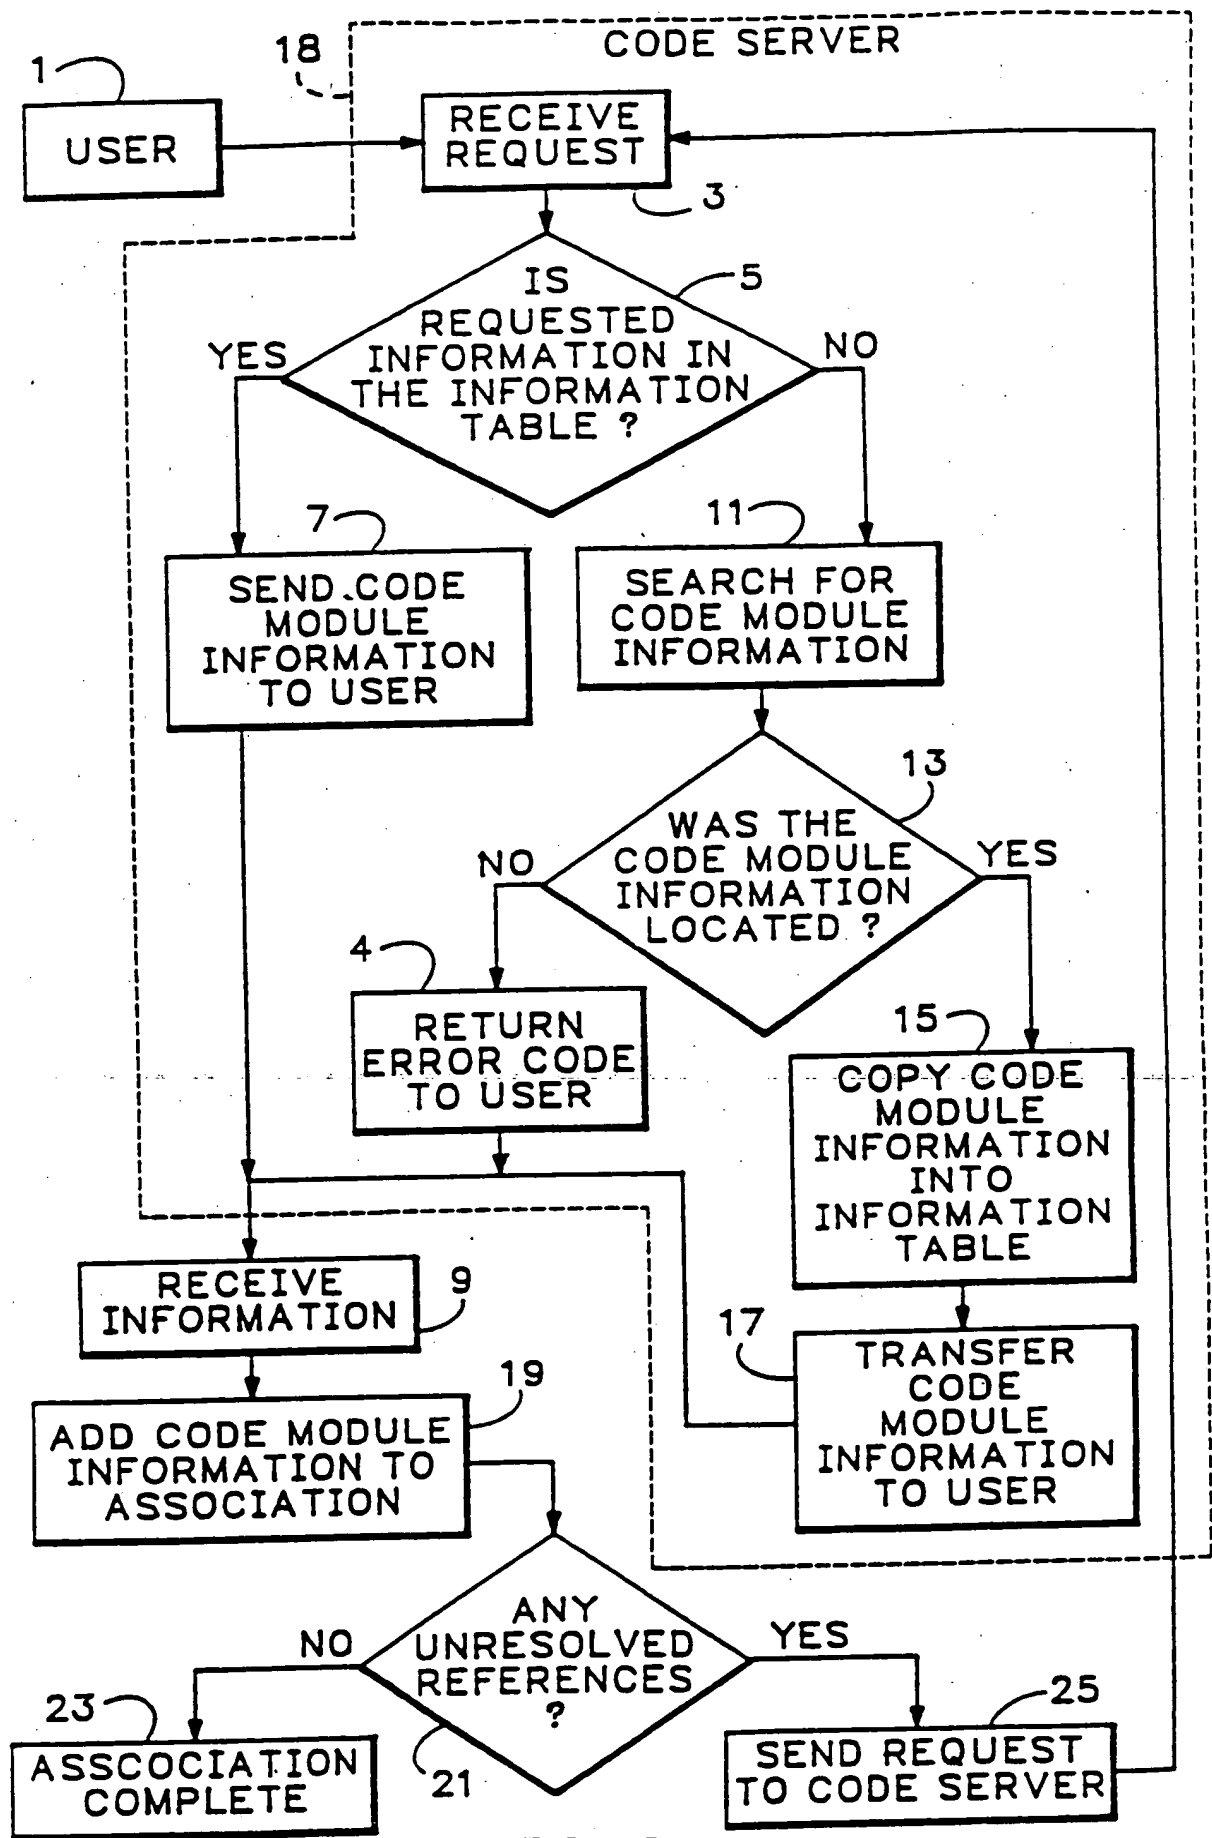 CODE SERVER
18
1
USER
RECEIVE
REQUEST
3
IS
REQUESTED
INFORMATION IN
THE INFORMATION
TABLE ?
5
YES
NO
7
SEND CODE
MODULE
INFORMATION
TO USER
11
SEARCH FOR
CODE MODULE
INFORMATION
13
WAS THE
CODE MODULE
INFORMATION
LOCATED ?
NO
YES
4
RETURN
ERROR CODE
TO USER
15
COPY CODE
MODULE
INFORMATION
INTO
INFORMATION
TABLE
RECEIVE
INFORMATION
9
17
TRANSFER
CODE
MODULE
INFORMATION
TO USER
19
ADD CODE MODULE
INFORMATION TO
ASSOCIATION
ANY
UNRESOLVED
REFERENCES
?
NO
YES
21
23
ASSCOCIATION
COMPLETE
25
SEND REQUEST
TO CODE SERVER